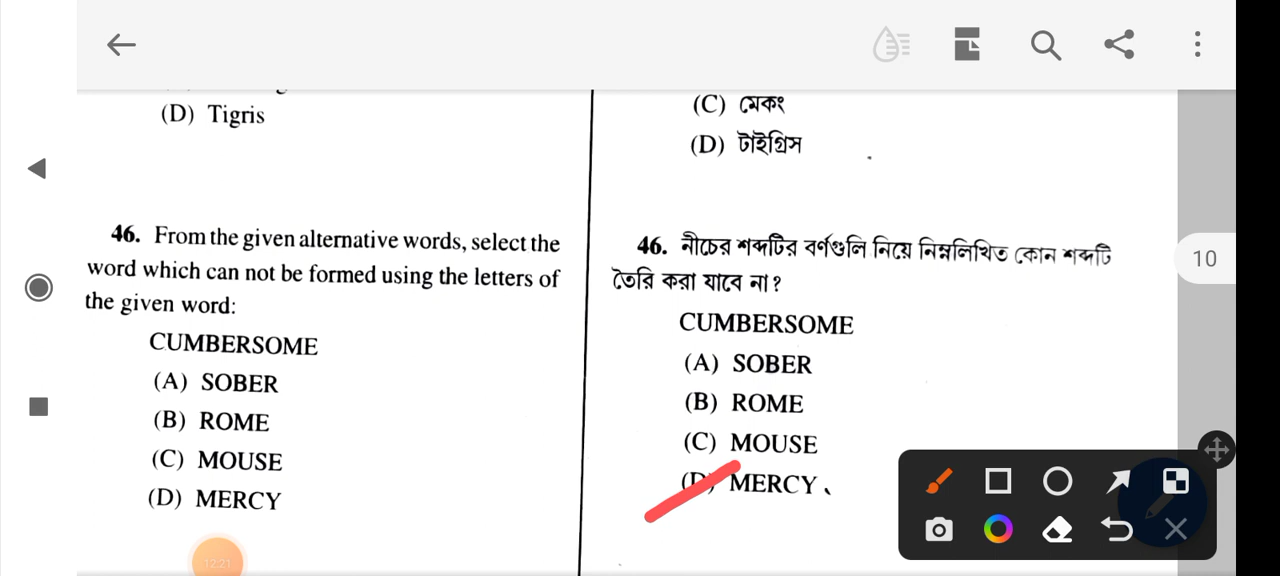 (D) Tigris
46. From the given alternative words, select the
word which can not be formed using the letters of
the given word:
CUMBERSOME
(A) SOBER
(B) ROME
(C) MOUSE
(D) MERCY
(C) মেকং
(D) টাইগ্রিস
46. নীচের শব্দটির বর্ণগুলি নিয়ে নিম্নলিখিত কোন শব্দটি
তৈরি করা যাবে না?
CUMBERSOME
(A) SOBER
(B) ROME
(C) MOUSE
(D) MERCY
10
12:21